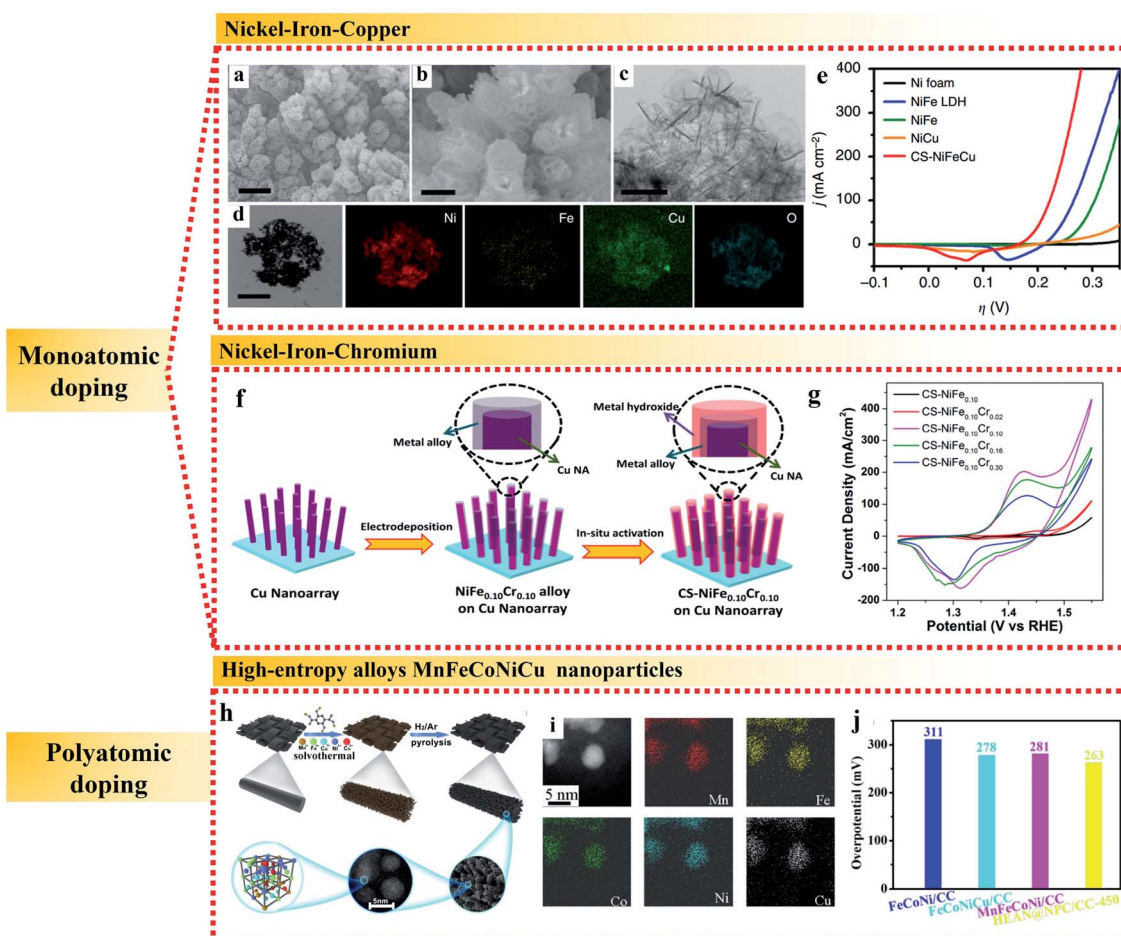 Nickel-Iron-Copper
a
b
c
d
Ni
Fe
Cu
O
e
400
300
200
100
0
Ni foam
NiFe LDH
NiFe
NiCu
CS-NiFeCu
j (mA cm⁻²)
–0.1 0.0 0.1 0.2 0.3
η (V)
Monoatomic
doping
Nickel-Iron-Chromium
f
Metal alloy
Cu NA
Metal hydroxide
Metal alloy
Cu NA
Electrodeposition
In-situ activation
Cu Nanoarray
NiFe₀.₁₀Cr₀.₁₀ alloy
on Cu Nanoarray
CS-NiFe₀.₁₀Cr₀.₁₀
on Cu Nanoarray
g
CS-NiFe₀.₁₀
CS-NiFe₀.₁₀Cr₀.₀₂
CS-NiFe₀.₁₀Cr₀.₁₀
CS-NiFe₀.₁₀Cr₀.₁₆
CS-NiFe₀.₁₀Cr₀.₃₀
Current Density (mA/cm²)
400
300
200
100
0
-100
-200
1.2 1.3 1.4 1.5
Potential (V vs RHE)
High-entropy alloys MnFeCoNiCu nanoparticles
Polyatomic
doping
h
solvothermal
H₂/Ar
pyrolysis
5nm
i
5 nm
Mn
Fe
Co
Ni
Cu
j
Overpotential (mV)
300
200
100
0
311
278
281
263
FeCoNi/CC
FeCoNiCu/CC
MnFeCoNi/CC
HEAN@NPC/CC-450